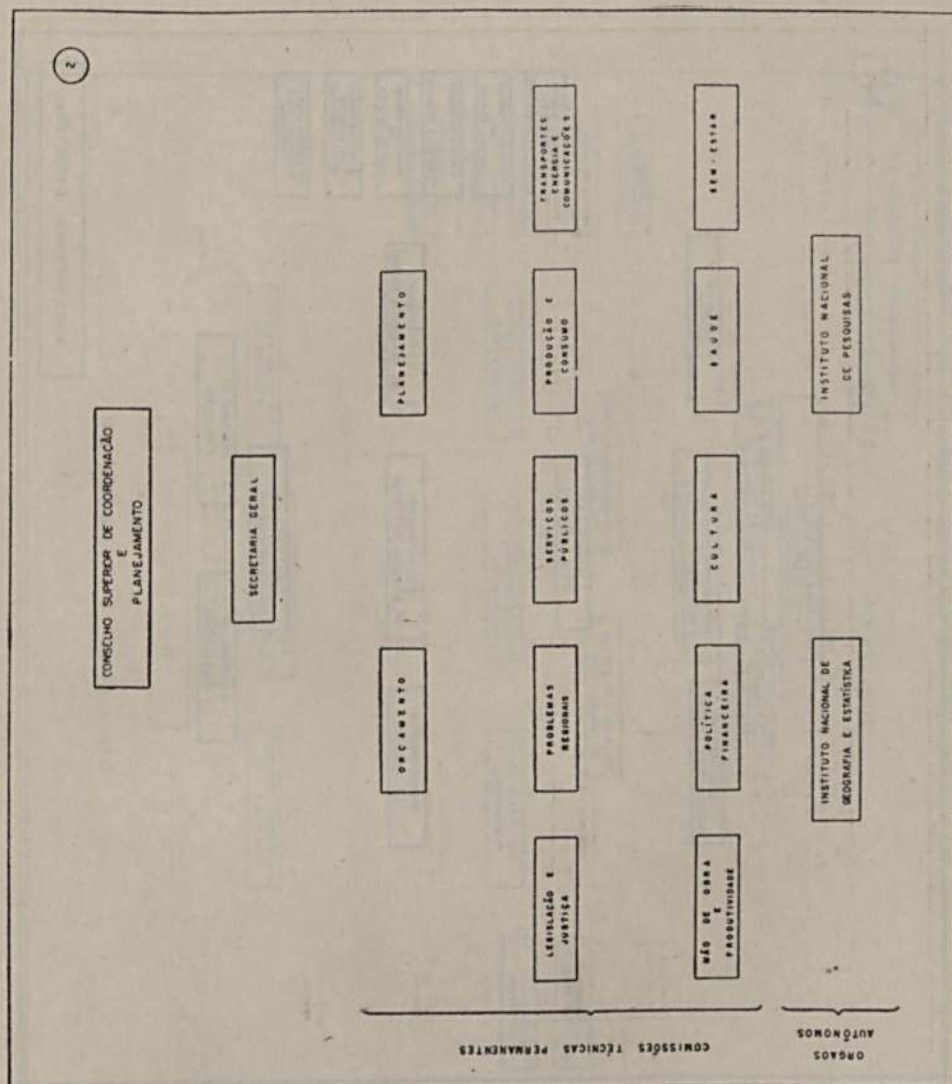 2
CONSELHO SUPERIOR DE COORDENAÇÃO
E
PLANEJAMENTO
SECRETARIA GERAL
COMISSÕES TÉCNICAS PERMANENTES
ORÇAMENTO
PLANEJAMENTO
LEGISLAÇÃO E
JUSTIÇA
PROBLEMAS
REGIONAIS
SERVIÇOS
PÚBLICOS
PRODUÇÃO E
CONSUMO
TRANSPORTES
ENERGIA E
COMUNICAÇÕES
MÃO DE OBRA
E
PRODUTIVIDADE
POLÍTICA
FINANCEIRA
CULTURA
SAUDE
BEM-ESTAR
ORGAOS
AUTÔNOMOS
INSTITUTO NACIONAL DE
GEOGRAFIA E ESTATÍSTICA
INSTITUTO NACIONAL
DE PESQUISAS